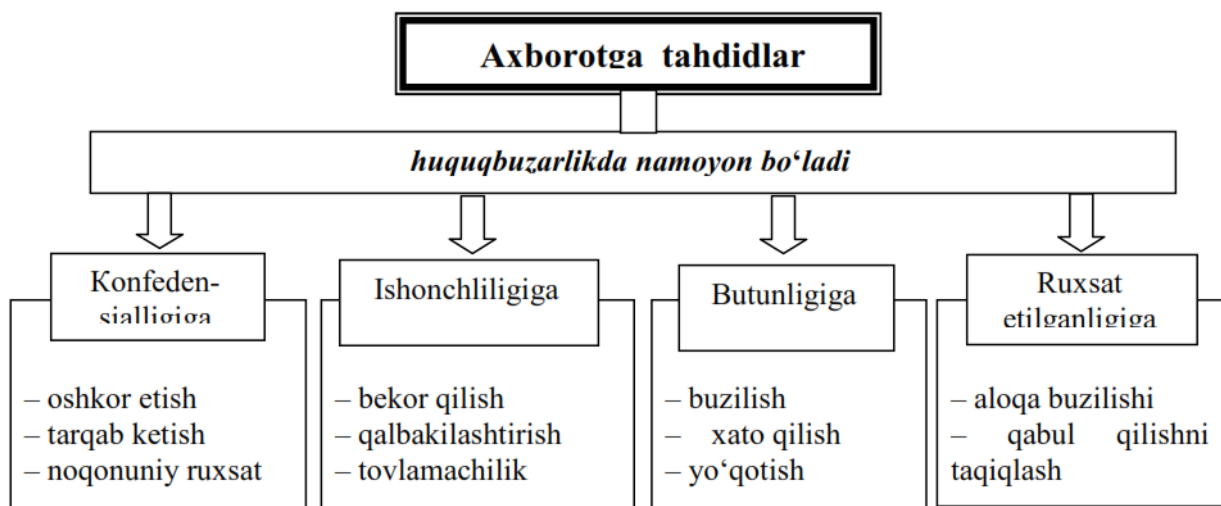 Axborotga tahdidlar
huquqbuzarlikda namoyon bo‘ladi
Konfeden-
sialligiga
– oshkor etish
– tarqab ketish
– noqonuniy ruxsat
Ishonchliligiga
– bekor qilish
– qalbakilashtirish
– tovlamachilik
Butunligiga
– buzilish
– xato qilish
– yo‘qotish
Ruxsat
etilganligiga
– aloqa buzilishi
– qabul qilishni
taqiqlash